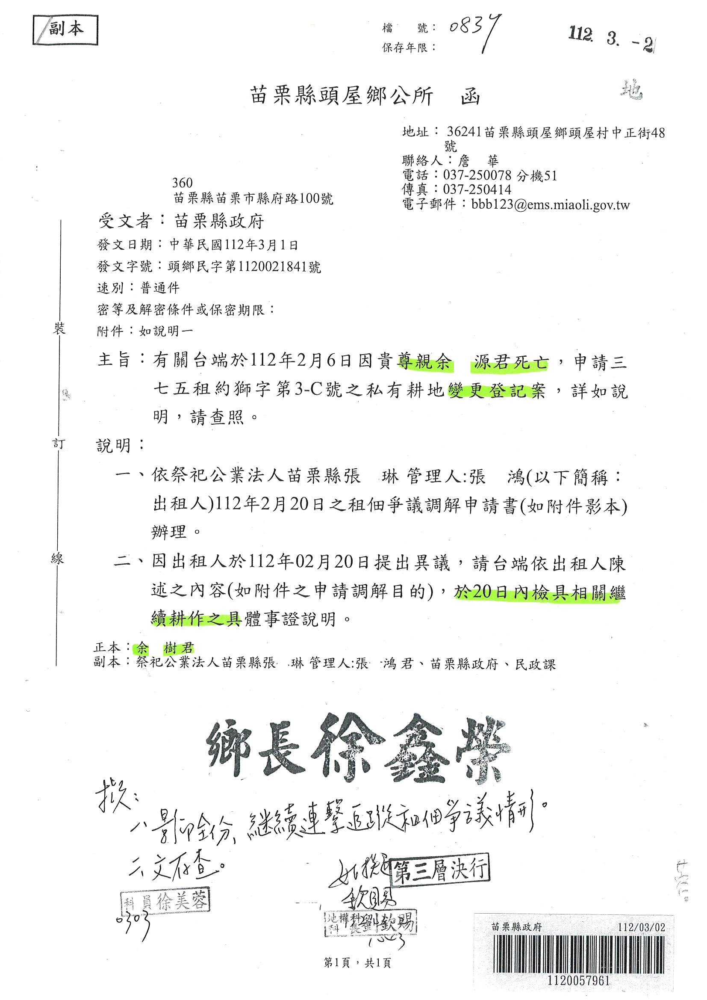 副本
檔 號： 0834
保存年限：
112. 3. -2
地
苗栗縣頭屋鄉公所 函
地址： 36241苗栗縣頭屋鄉頭屋村中正街48
號
聯絡人：詹 華
電話：037-250078 分機51
傳真：037-250414
電子郵件：bbb123@ems.miaoli.gov.tw
360
苗栗縣苗栗市縣府路100號
受文者：苗栗縣政府
發文日期：中華民國112年3月1日
發文字號：頭鄉民字第1120021841號
速別：普通件
密等及解密條件或保密期限：
附件：如說明一
主旨：有關台端於112年2月6日因貴尊親余 源君死亡，申請三
七五租約獅字第3-C號之私有耕地變更登記案，詳如說
明，請查照。
說明：
一、依祭祀公業法人苗栗縣張 琳 管理人:張 鴻(以下簡稱：
出租人)112年2月20日之租佃爭議調解申請書(如附件影本)
辦理。
二、因出租人於112年02月20日提出異議，請台端依出租人陳
述之內容(如附件之申請調解目的)，於20日內檢具相關繼
續耕作之具體事證說明。
正本：余 樹君
副本：祭祀公業法人苗栗縣張 琳 管理人:張 鴻 君、苗栗縣政府、民政課
裝
訂
線
鄉長徐鑫榮
擬：
一、影印全份、繼續連繫追蹤租佃爭議情形。
二、文存查。
科員徐美蓉
0303
如擬
第三層決行
欽賜
地權科科長劉欽賜
苗栗縣政府 112/03/02
1120057961
第1頁，共1頁